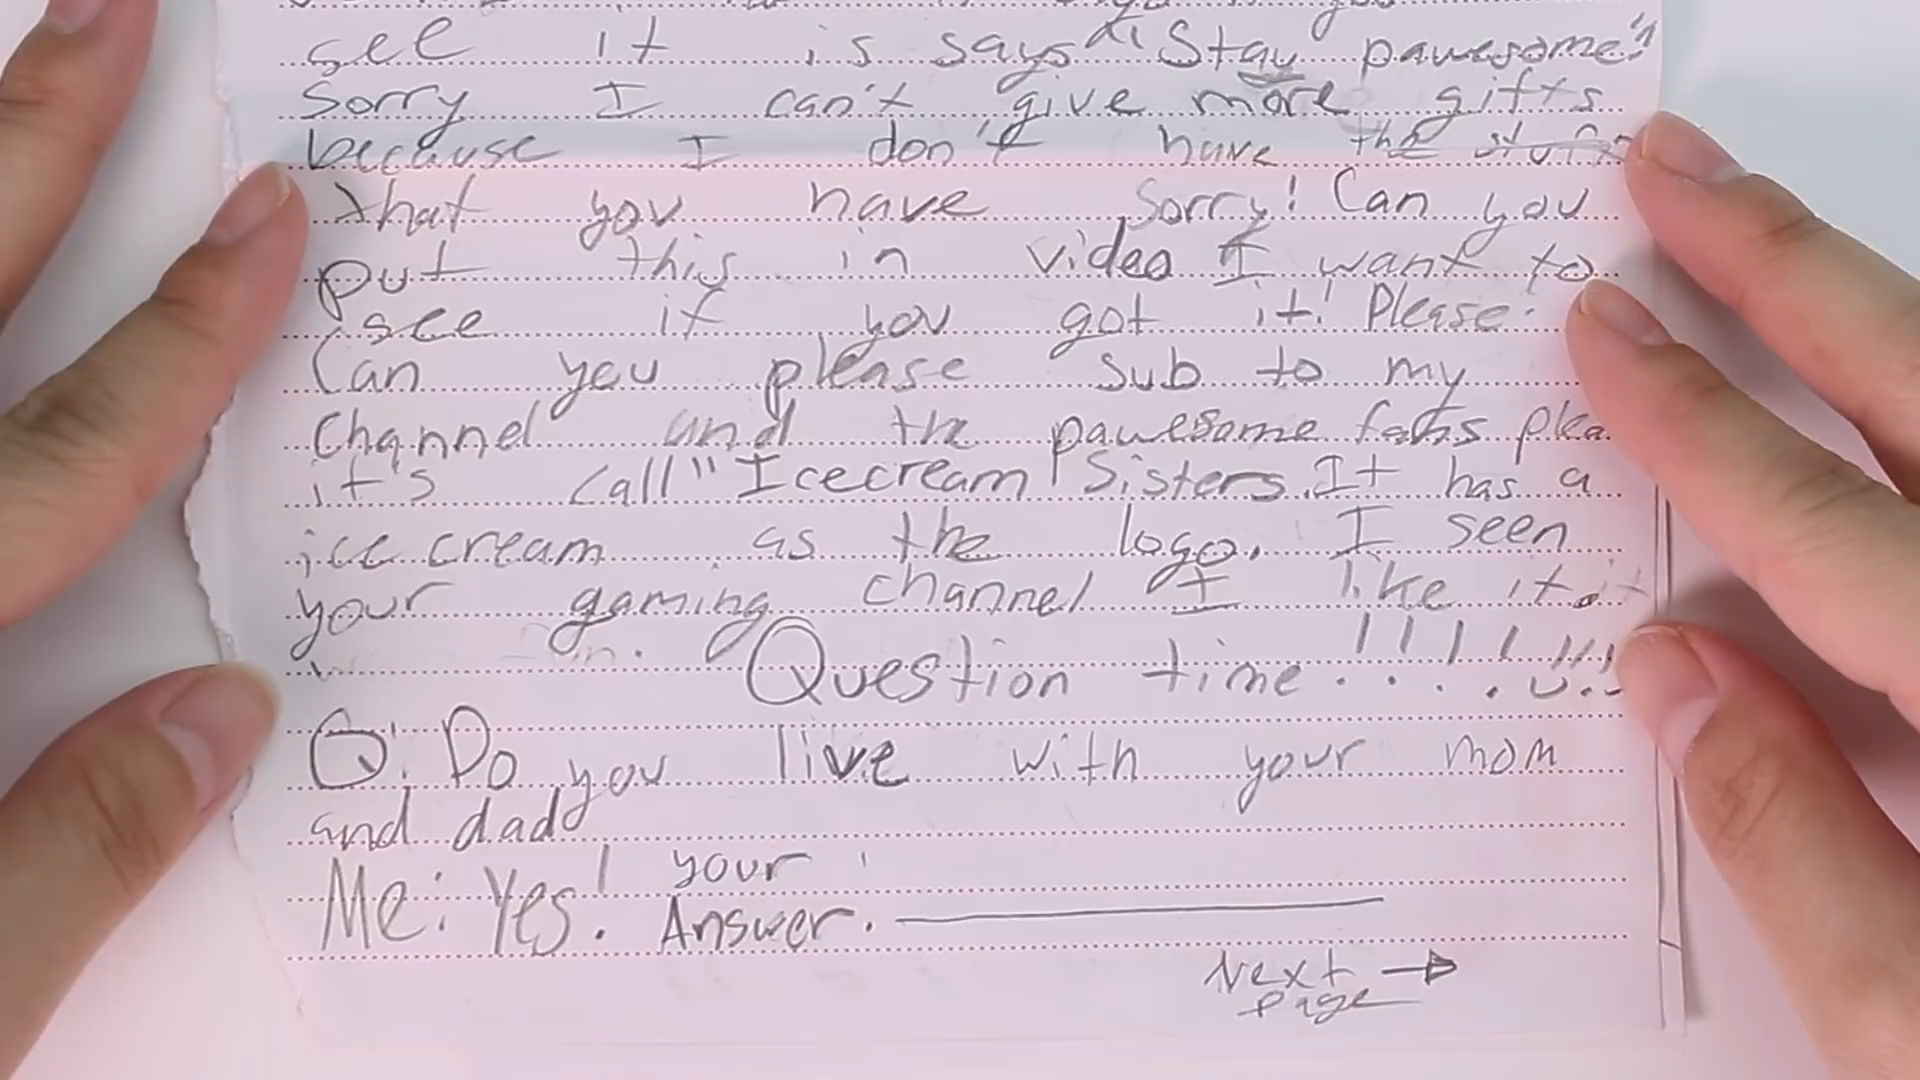 see it is says "Stay pawesome"
Sorry I can't give more gifts
because I don't have the stuff
that you have sorry! Can you
put this in video I want to
see if you got it! Please.
Can you please sub to my
Channel and the pawesome fans plea
it's call "Icecream Sisters. It has a
ice cream as the logo. I seen
your gaming channel I like it.
Question time!!!!!!!
Q: Do you live with your mom
and dad
Me: Yes! your
Answer.
Next
page